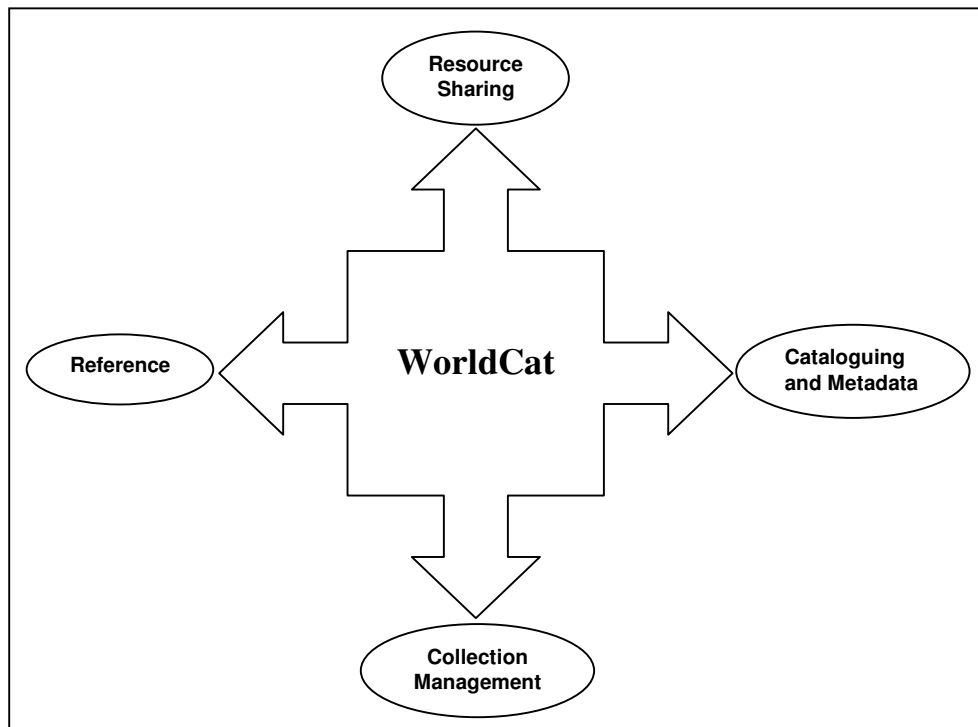 Resource
Sharing
Reference
WorldCat
Cataloguing
and Metadata
Collection
Management